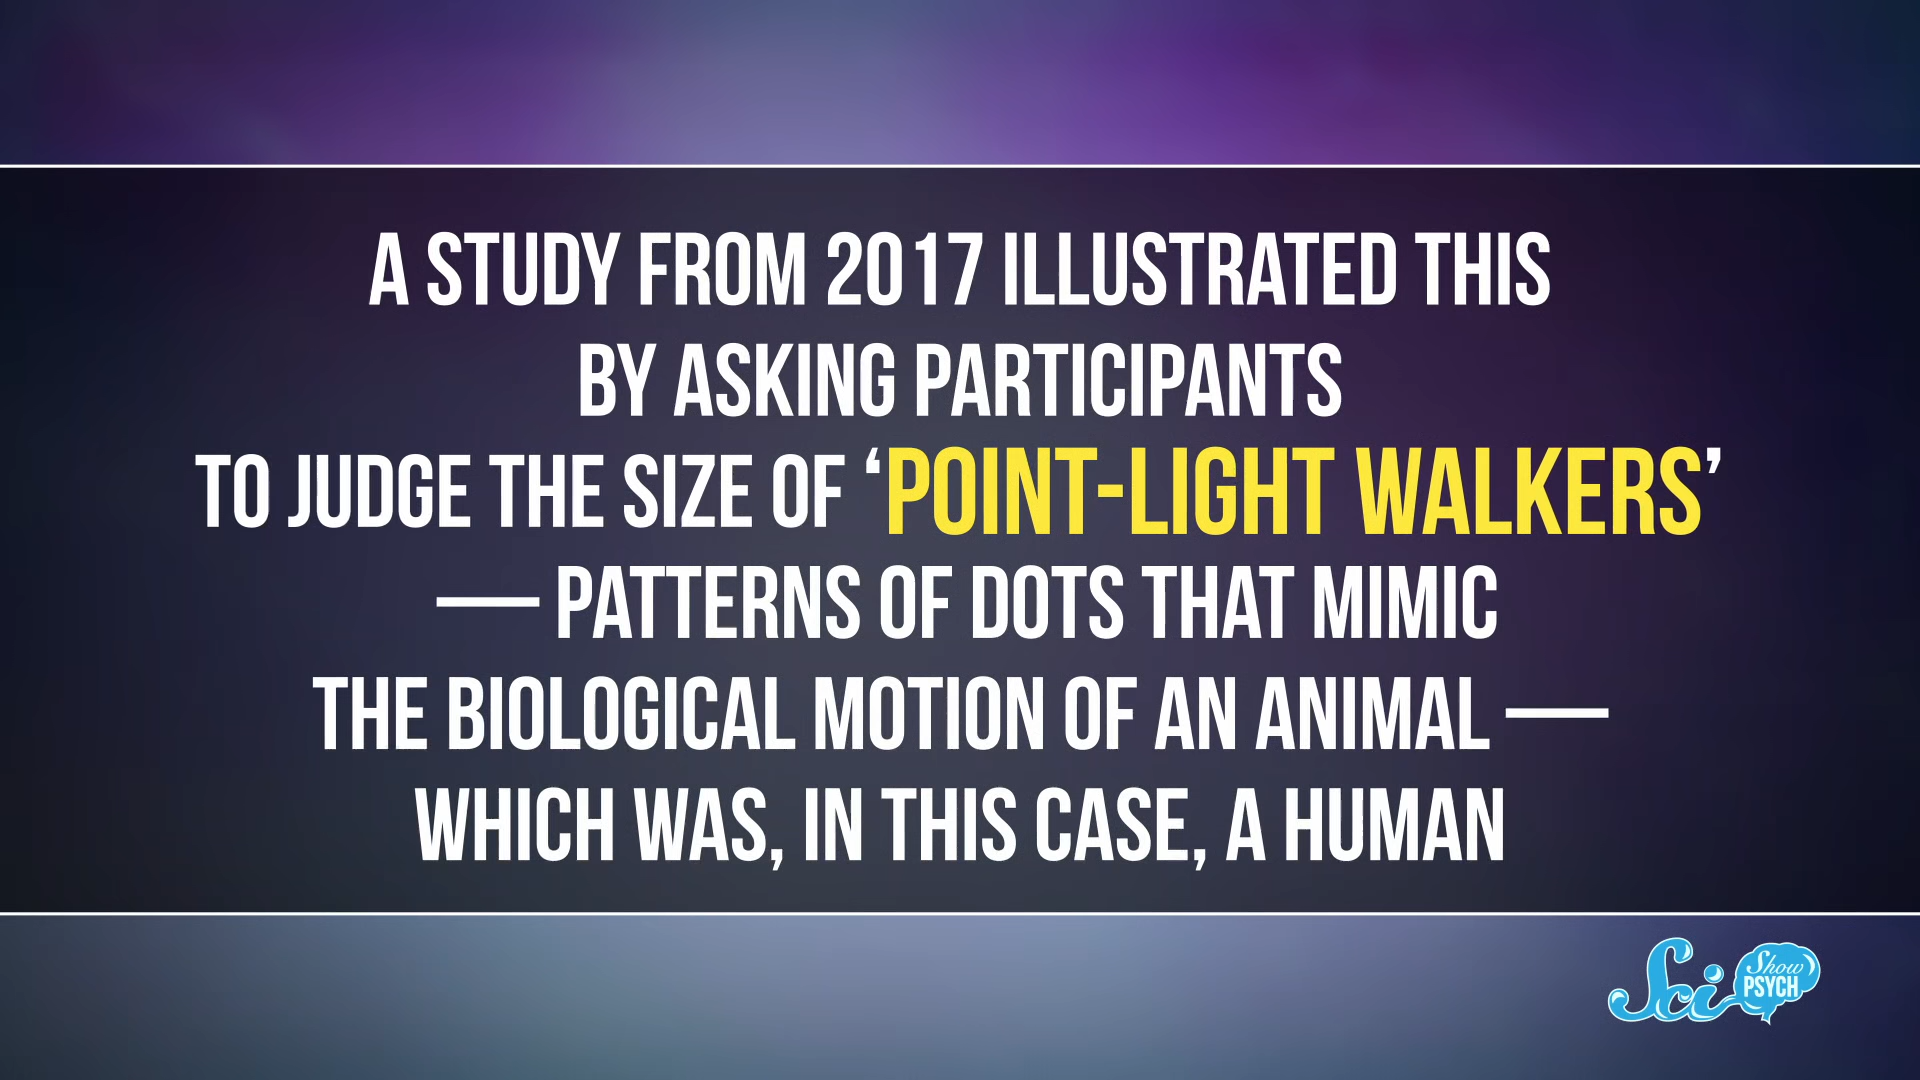 A STUDY FROM 2017 ILLUSTRATED THIS
BY ASKING PARTICIPANTS
TO JUDGE THE SIZE OF ‘POINT-LIGHT WALKERS’
— PATTERNS OF DOTS THAT MIMIC
THE BIOLOGICAL MOTION OF AN ANIMAL —
WHICH WAS, IN THIS CASE, A HUMAN
Sci Show
PSYCH